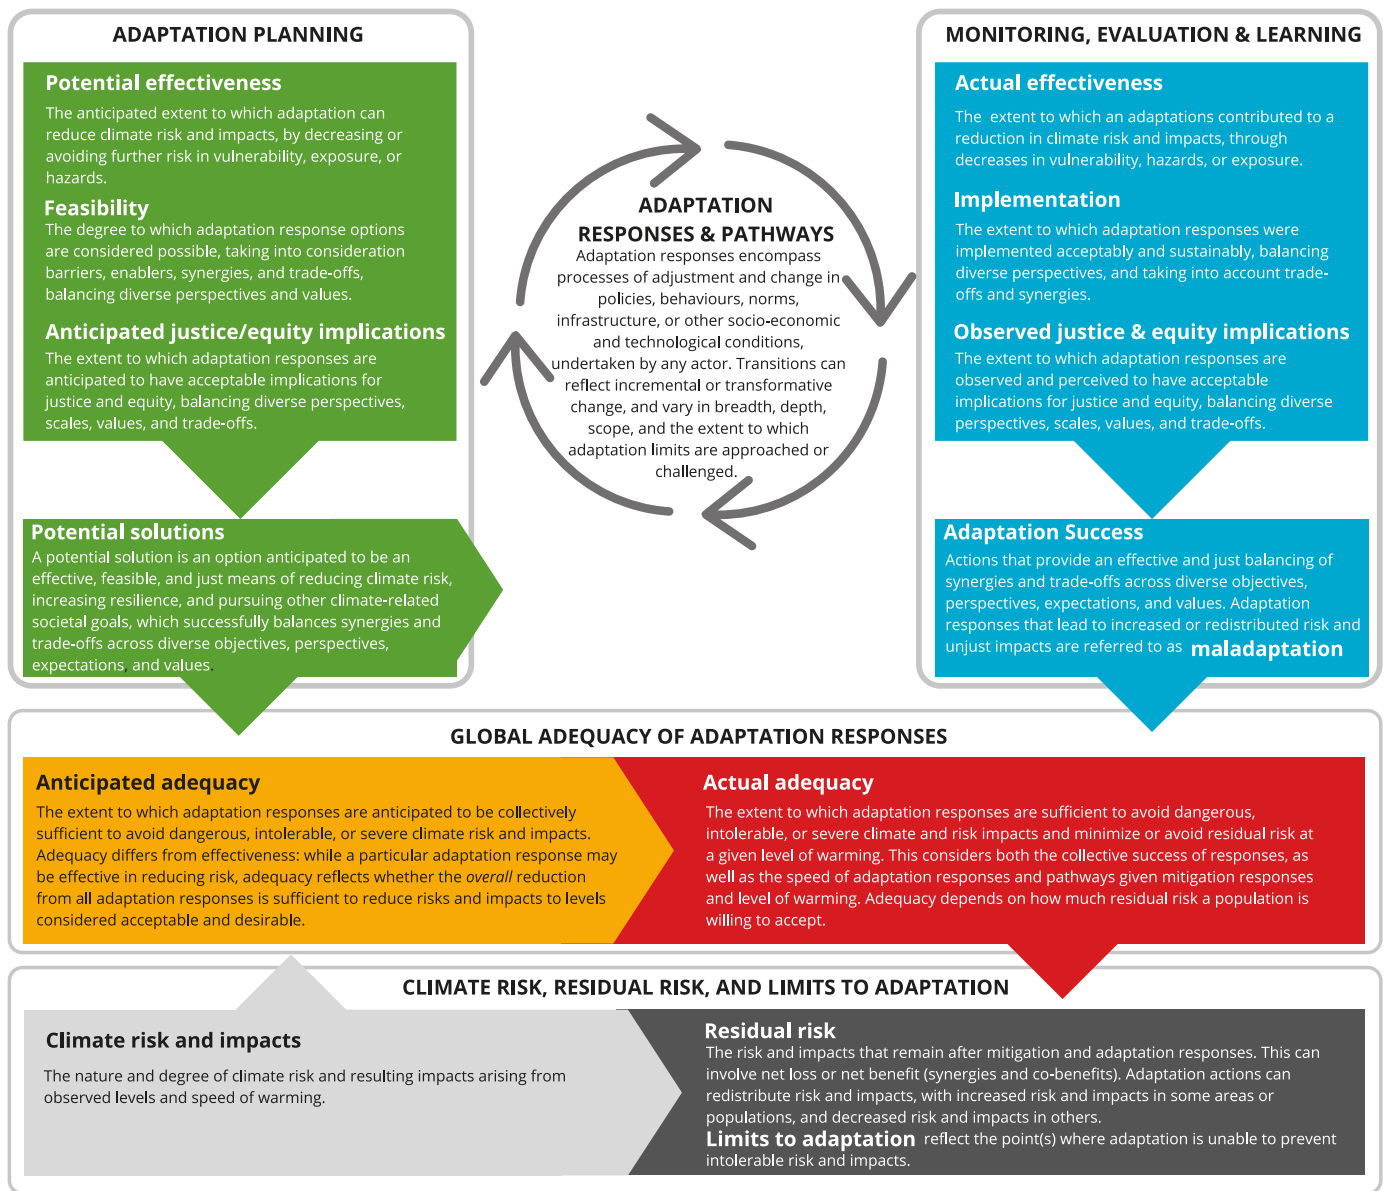 ADAPTATION PLANNING
Potential effectiveness
The anticipated extent to which adaptation can
reduce climate risk and impacts, by decreasing or
avoiding further risk in vulnerability, exposure, or
hazards.
Feasibility
The degree to which adaptation response options
are considered possible, taking into consideration
barriers, enablers, synergies, and trade-offs,
balancing diverse perspectives and values.
Anticipated justice/equity implications
The extent to which adaptation responses are
anticipated to have acceptable implications for
justice and equity, balancing diverse perspectives,
scales, values, and trade-offs.
Potential solutions
A potential solution is an option anticipated to be an
effective, feasible, and just means of reducing climate risk,
increasing resilience, and pursuing other climate-related
societal goals, which successfully balances synergies and
trade-offs across diverse objectives, perspectives,
expectations, and values.
ADAPTATION
RESPONSES & PATHWAYS
Adaptation responses encompass
processes of adjustment and change in
policies, behaviours, norms,
infrastructure, or other socio-economic
and technological conditions,
undertaken by any actor. Transitions can
reflect incremental or transformative
change, and vary in breadth, depth,
scope, and the extent to which
adaptation limits are approached or
challenged.
MONITORING, EVALUATION & LEARNING
Actual effectiveness
The extent to which an adaptations contributed to a
reduction in climate risk and impacts, through
decreases in vulnerability, hazards, or exposure.
Implementation
The extent to which adaptation responses were
implemented acceptably and sustainably, balancing
diverse perspectives, and taking into account trade-
offs and synergies.
Observed justice & equity implications
The extent to which adaptation responses are
observed and perceived to have acceptable
implications for justice and equity, balancing diverse
perspectives, scales, values, and trade-offs.
Adaptation Success
Actions that provide an effective and just balancing of
synergies and trade-offs across diverse objectives,
perspectives, expectations, and values. Adaptation
responses that lead to increased or redistributed risk and
unjust impacts are referred to as maladaptation
GLOBAL ADEQUACY OF ADAPTATION RESPONSES
Anticipated adequacy
The extent to which adaptation responses are anticipated to be collectively
sufficient to avoid dangerous, intolerable, or severe climate risk and impacts.
Adequacy differs from effectiveness: while a particular adaptation response may
be effective in reducing risk, adequacy reflects whether the overall reduction
from all adaptation responses is sufficient to reduce risks and impacts to levels
considered acceptable and desirable.
Actual adequacy
The extent to which adaptation responses are sufficient to avoid dangerous,
intolerable, or severe climate and risk impacts and minimize or avoid residual risk at
a given level of warming. This considers both the collective success of responses, as
well as the speed of adaptation responses and pathways given mitigation responses
and level of warming. Adequacy depends on how much residual risk a population is
willing to accept.
CLIMATE RISK, RESIDUAL RISK, AND LIMITS TO ADAPTATION
Climate risk and impacts
The nature and degree of climate risk and resulting impacts arising from
observed levels and speed of warming.
Residual risk
The risk and impacts that remain after mitigation and adaptation responses. This can
involve net loss or net benefit (synergies and co-benefits). Adaptation actions can
redistribute risk and impacts, with increased risk and impacts in some areas or
populations, and decreased risk and impacts in others.
Limits to adaptation reflect the point(s) where adaptation is unable to prevent
intolerable risk and impacts.